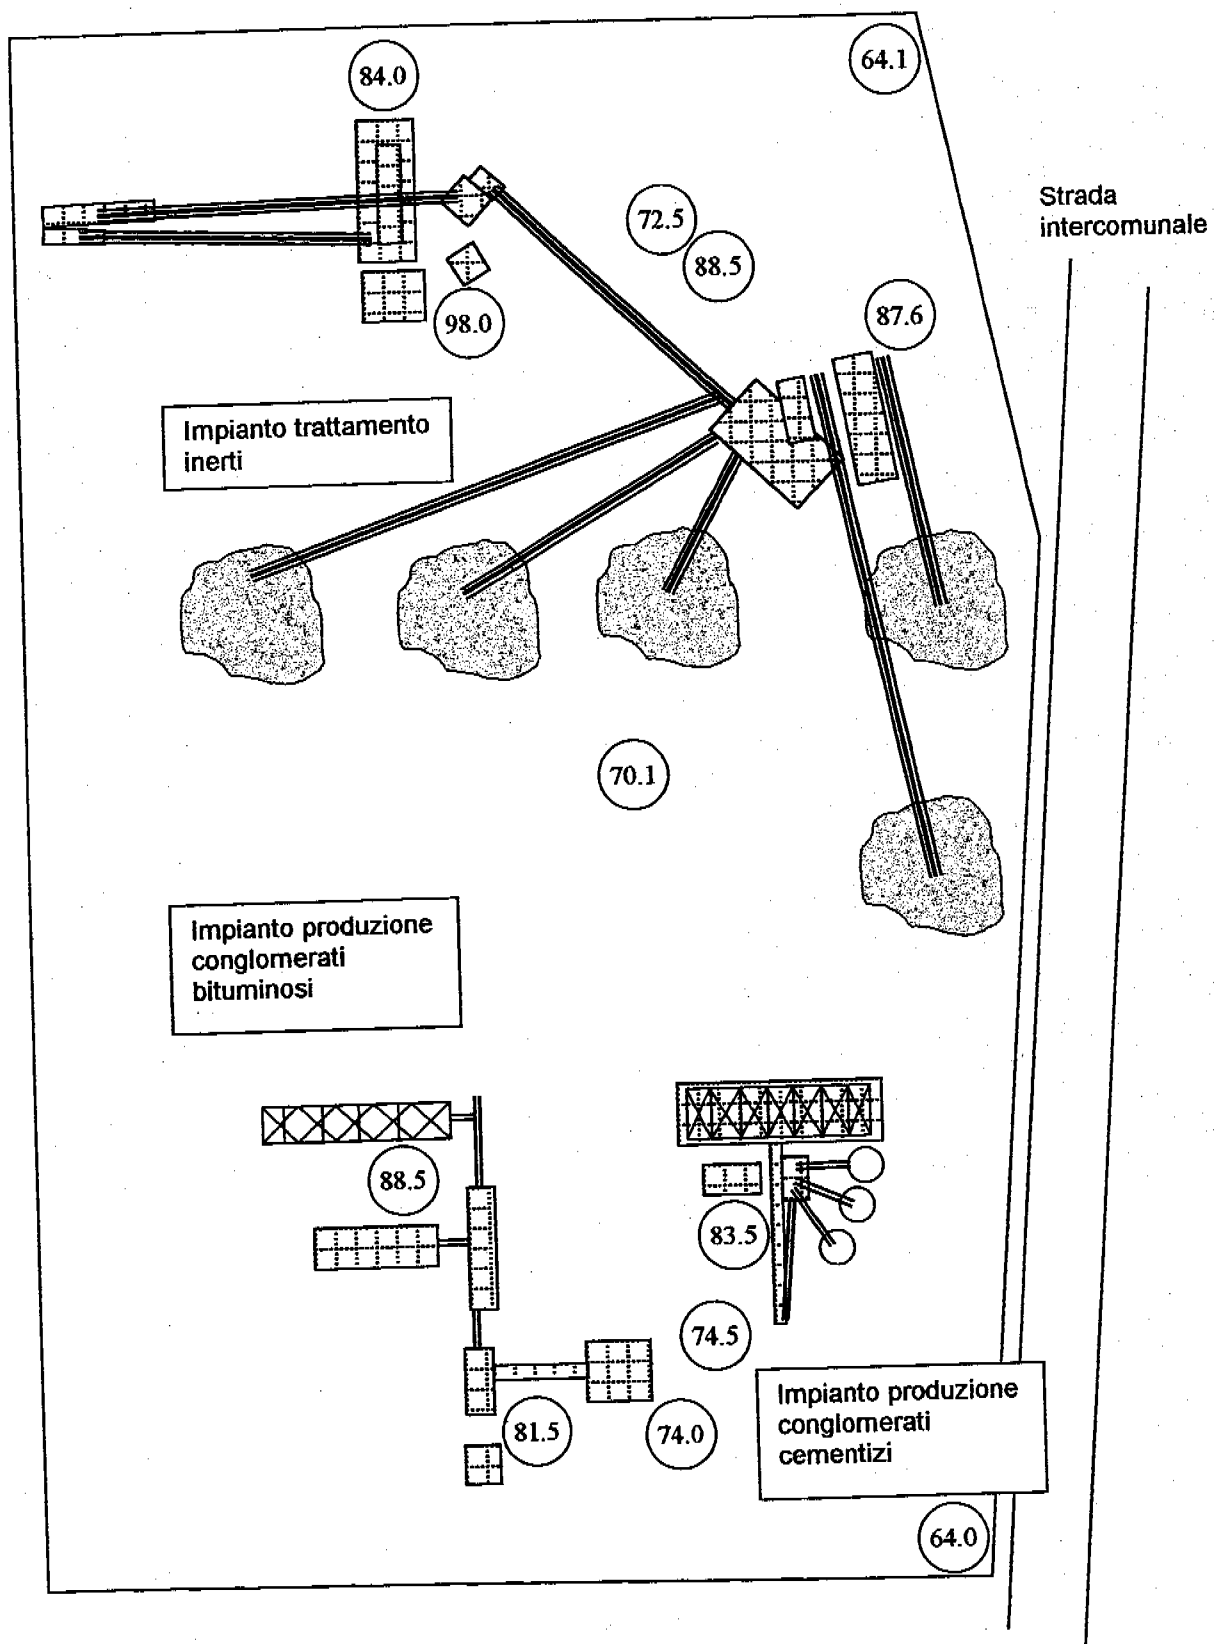 84.0
64.1
Strada
intercomunale
72.5
88.5
87.6
98.0
Impianto trattamento
inerti
70.1
Impianto produzione
conglomerati
bituminosi
88.5
83.5
74.5
81.5
74.0
Impianto produzione
conglomerati
cementizi
64.0